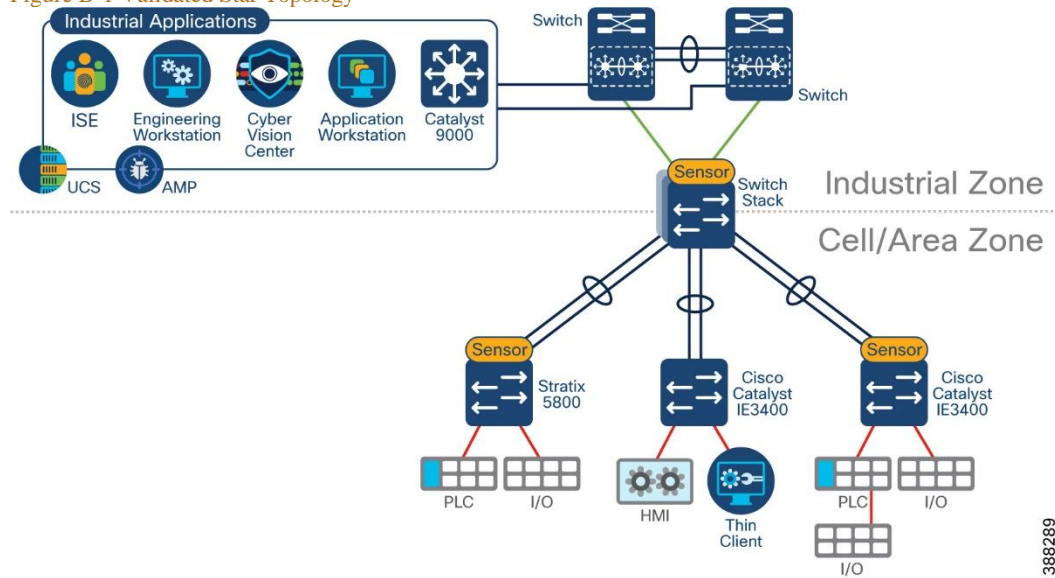 Figure B-1 Validated Star Topology
Industrial Applications
ISE
Engineering
Workstation
Cyber
Vision
Center
Application
Workstation
Catalyst
9000
UCS
AMP
Switch
Switch
Sensor
Switch
Stack
Industrial Zone
Cell/Area Zone
Sensor
Stratix
5800
Cisco
Catalyst
IE3400
Sensor
Cisco
Catalyst
IE3400
PLC
I/O
HMI
Thin
Client
PLC
I/O
I/O
388289